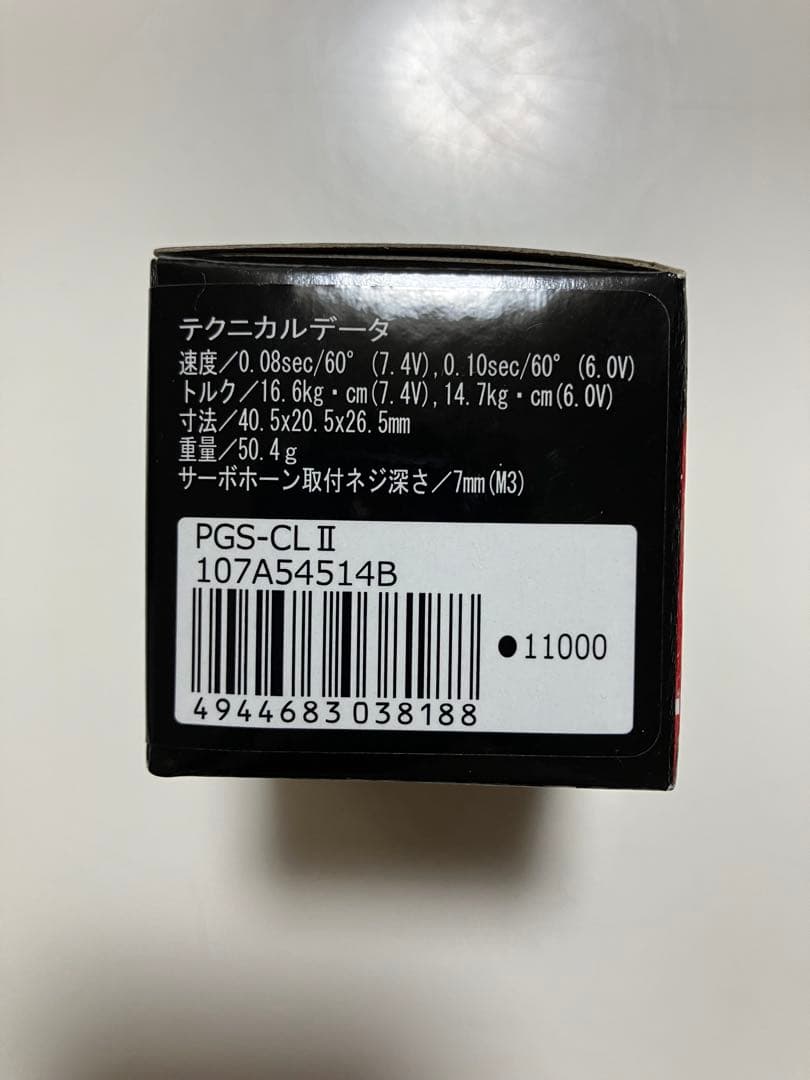 テクニカルデータ
速度／0.08sec/60° (7.4V),0.10sec/60° (6.0V)
トルク／16.6kg・cm(7.4V),14.7kg・cm(6.0V)
寸法／40.5x20.5x26.5mm
重量／50.4g
サーボホーン取付ネジ深さ／7mm(M3)
PGS-CLⅡ
107A54514B
●11000
4944683038188